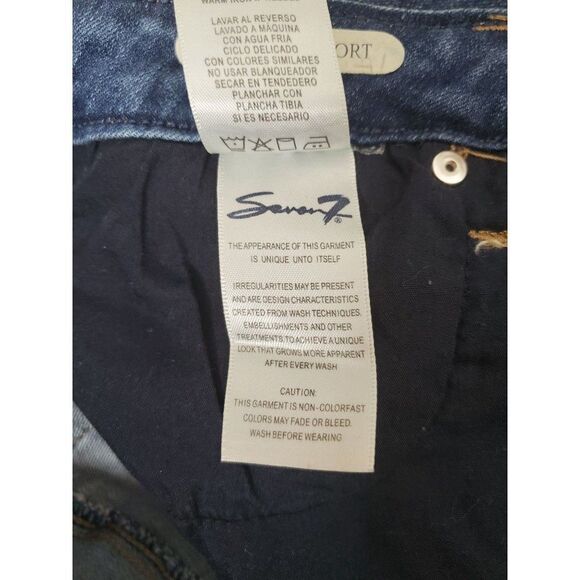 WARM IRON IF NEEDED
LAVAR AL REVERSO
LAVADO A MÁQUINA
CON AGUA FRIA
CICLO DELICADO
CON COLORES SIMILARES
NO USAR BLANQUEADOR
SECAR EN TENDEDERO
PLANCHAR CON
PLANCHA TIBIA
SI ES NECESARIO
ORT
Seven7®
THE APPEARANCE OF THIS GARMENT
IS UNIQUE UNTO ITSELF
IRREGULARITIES MAY BE PRESENT
AND ARE DESIGN CHARACTERISTICS
CREATED FROM WASH TECHNIQUES.
EMBELLISHMENTS AND OTHER
TREATMENTS TO ACHIEVE A UNIQUE
LOOK THAT GROWS MORE APPARENT
AFTER EVERY WASH
CAUTION:
THIS GARMENT IS NON-COLORFAST
COLORS MAY FADE OR BLEED.
WASH BEFORE WEARING